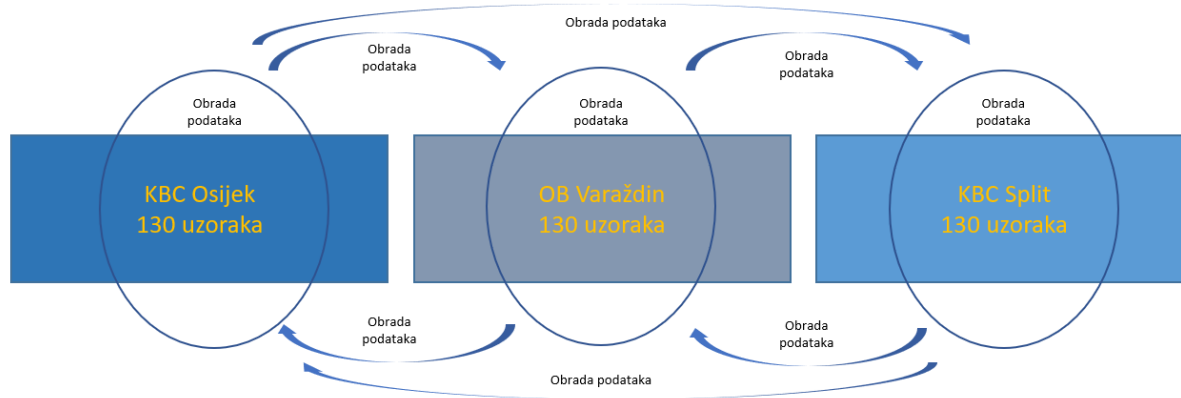 Obrada podataka
Obrada
podataka
Obrada
podataka
Obrada
podataka
Obrada
podataka
Obrada
podataka
KBC Osijek
130 uzoraka
OB Varaždin
130 uzoraka
KBC Split
130 uzoraka
Obrada
podataka
Obrada
podataka
Obrada podataka